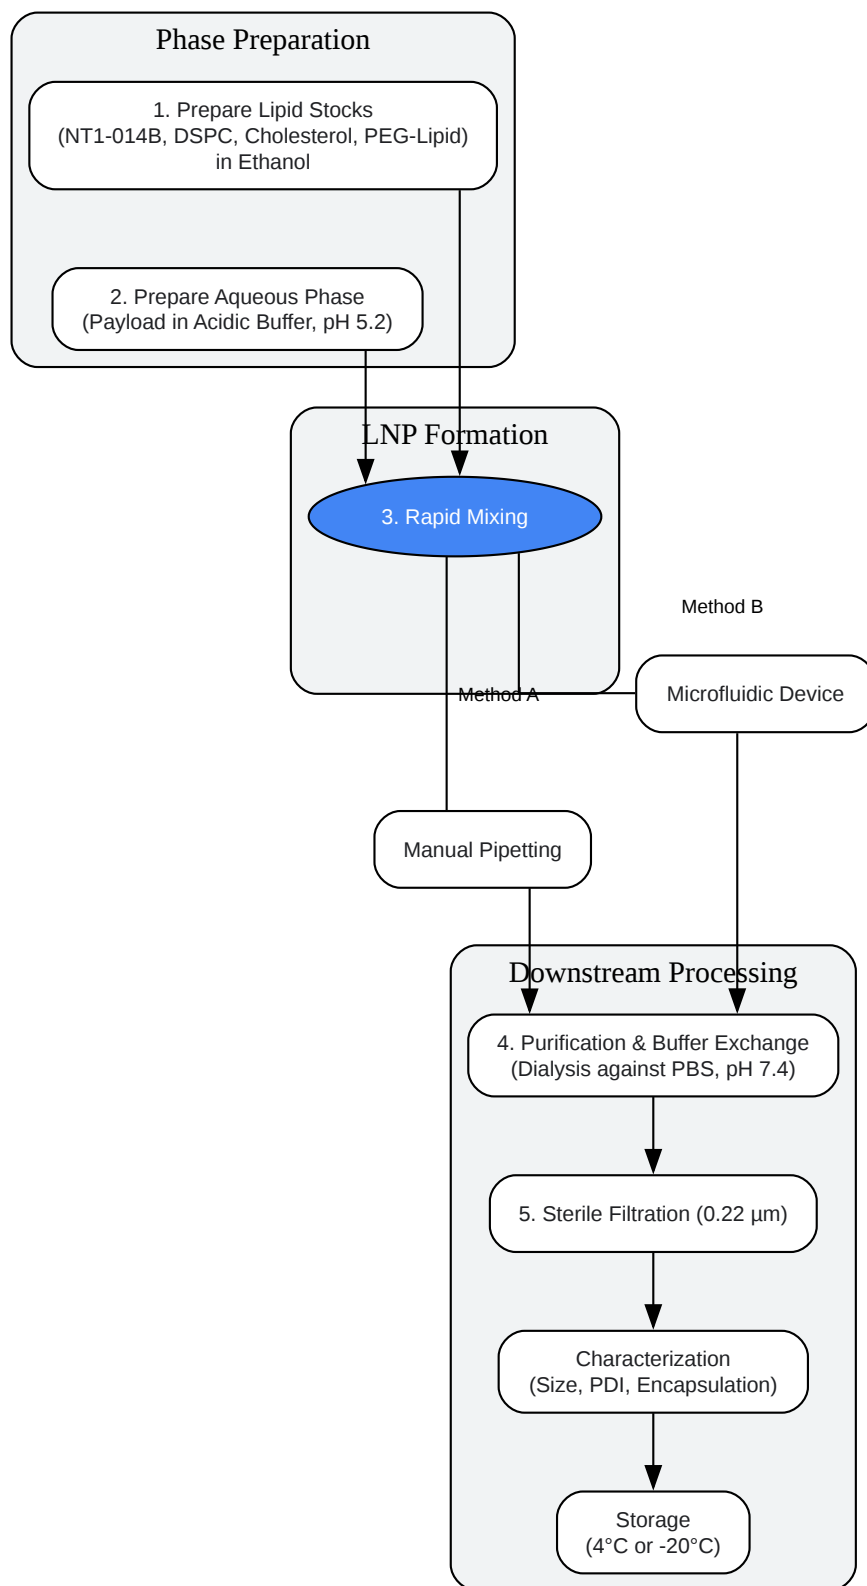 Phase Preparation
1. Prepare Lipid Stocks
(NT1-014B, DSPC, Cholesterol, PEG-Lipid)
in Ethanol
2. Prepare Aqueous Phase
(Payload in Acidic Buffer, pH 5.2)
LNP Formation
3. Rapid Mixing
Method B
Method A
Microfluidic Device
Manual Pipetting
Downstream Processing
4. Purification & Buffer Exchange
(Dialysis against PBS, pH 7.4)
5. Sterile Filtration (0.22 µm)
Characterization
(Size, PDI, Encapsulation)
Storage
(4°C or -20°C)